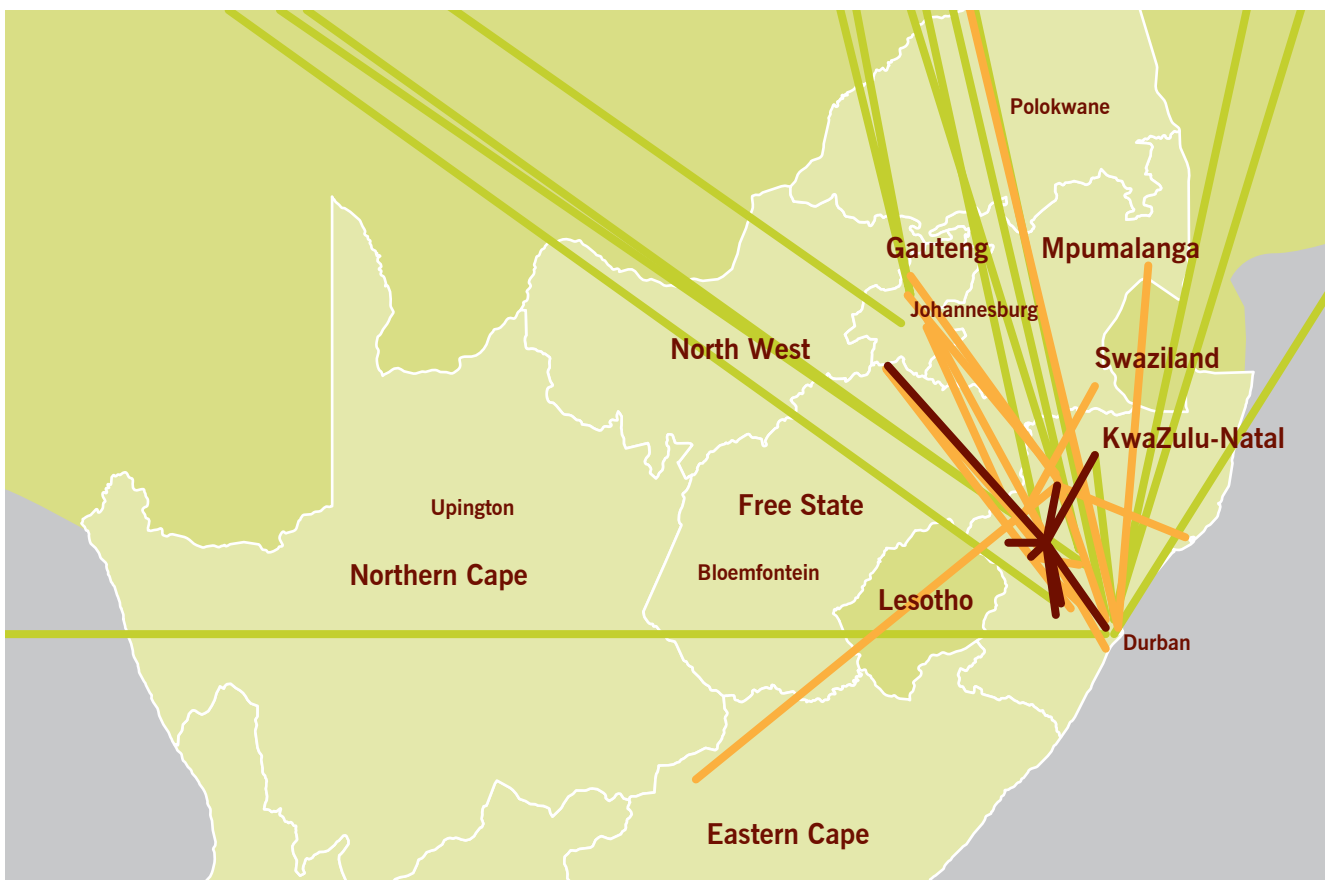 Polokwane
Gauteng
Mpumalanga
Johannesburg
North West
Swaziland
KwaZulu-Natal
Upington
Free State
Northern Cape
Bloemfontein
Lesotho
Durban
Eastern Cape